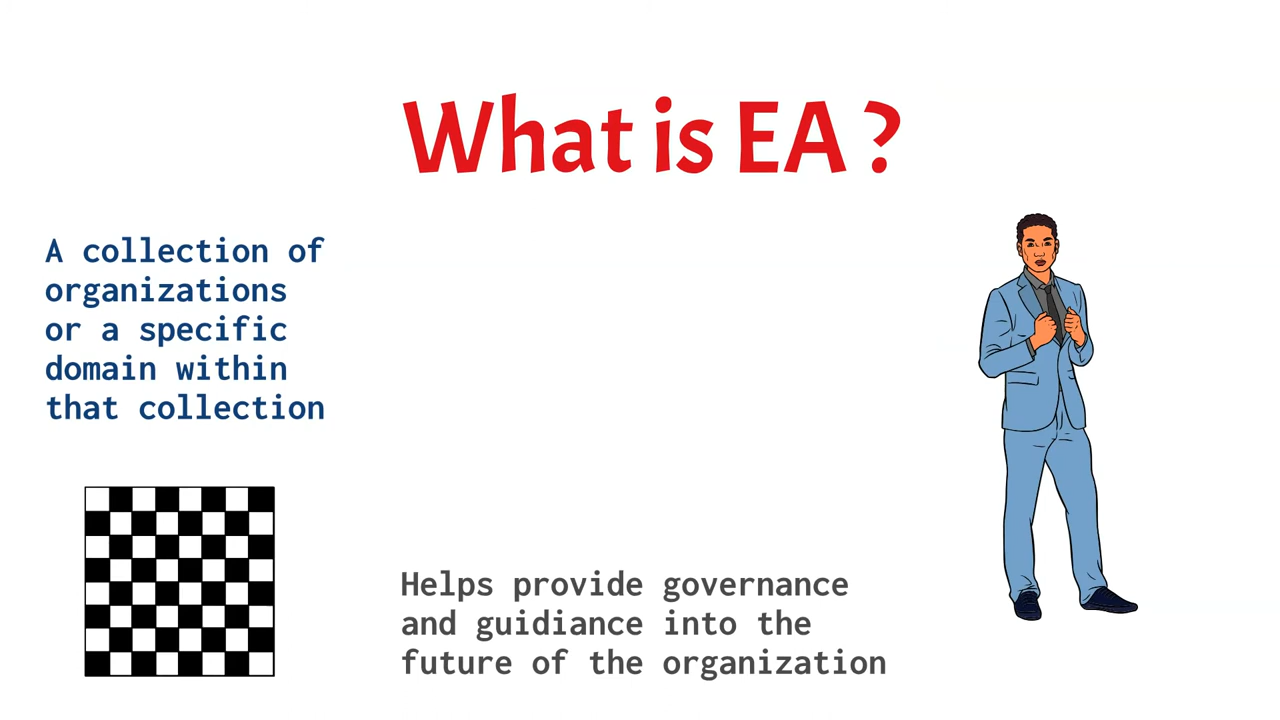 What is EA ?
A collection of
organizations
or a specific
domain within
that collection
Helps provide governance
and guidiance into the
future of the organization